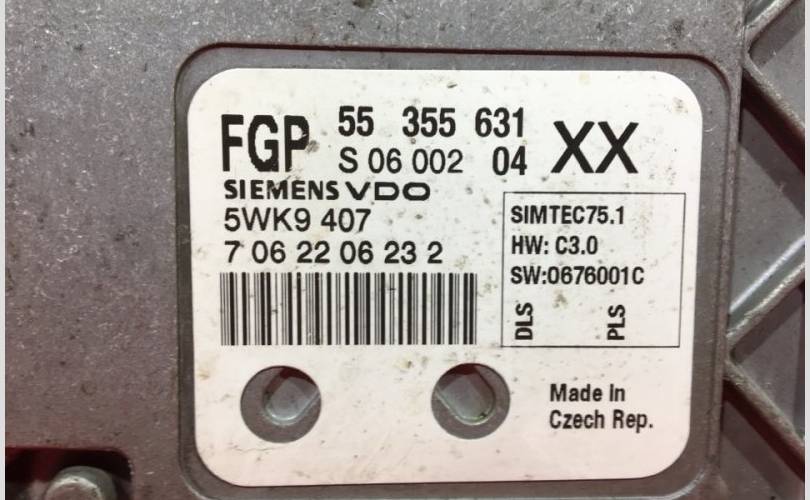 FGP 55 355 631 XX
S 06 002 04
SIEMENS VDO
5WK9 407
7 06 22 06 23 2
SIMTEC75.1
HW: C3.0
SW:0676001C
DLS PLS
Made in
Czech Rep.